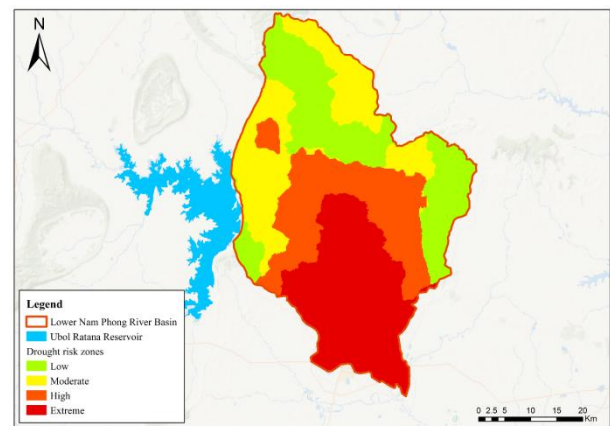 N
Legend
Lower Nam Phong River Basin
Ubol Ratana Reservoir
Drought risk zones
Low
Moderate
High
Extreme
0 2.5 5 10 15 20
Km